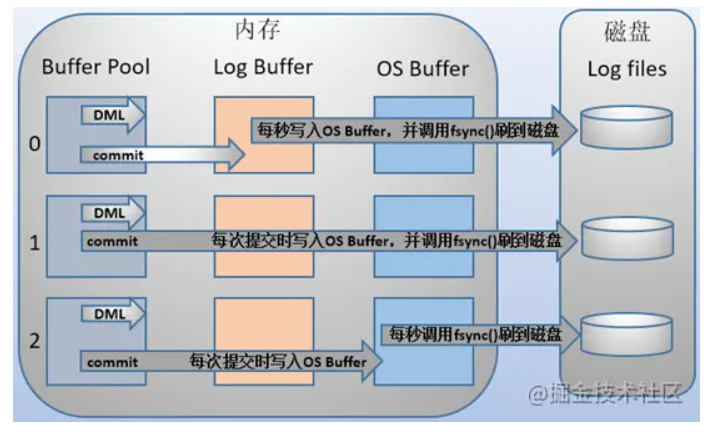 内存
磁盘
Buffer Pool
Log Buffer
OS Buffer
Log files
DML
0
每秒写入OS Buffer，并调用fsync()刷到磁盘
commit
DML
1
commit
每次提交时写入OS Buffer，并调用fsync()刷到磁盘
DML
2
每秒调用fsync()刷到磁盘
commit
每次提交时写入OS Buffer
@掘金技术社区